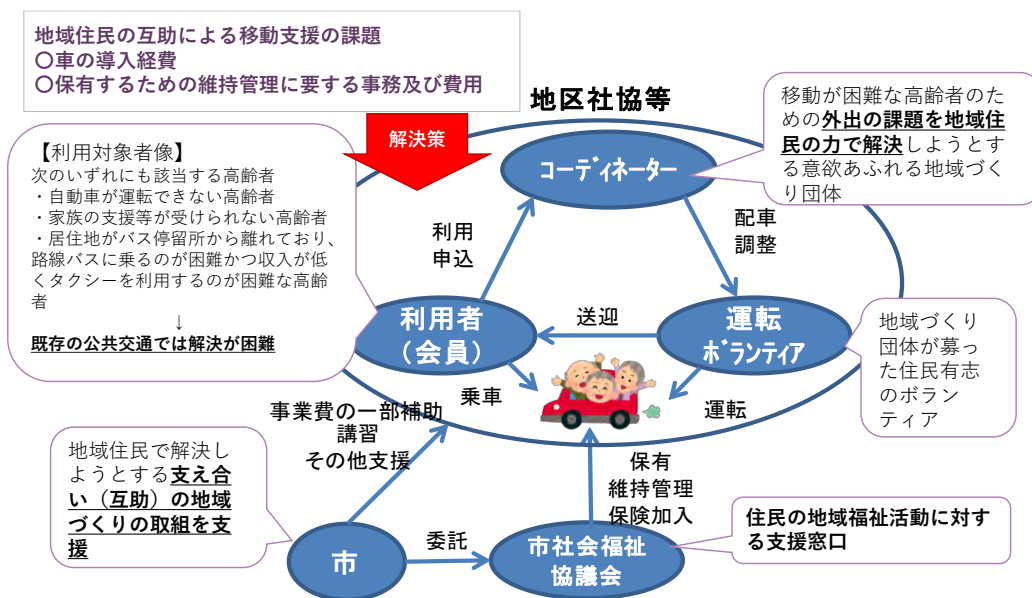 地域住民の互助による移動支援の課題
〇車の導入経費
〇保有するための維持管理に要する事務及び費用
解決策
地区社協等
移動が困難な高齢者のた
めの外出の課題を地域住
民の力で解決しようとす
る意欲あふれる地域づく
り団体
【利用対象者像】
次のいずれにも該当する高齢者
・自動車が運転できない高齢者
・家族の支援等が受けられない高齢者
・居住地がバス停留所から離れており、
路線バスに乗るのが困難かつ収入が低
くタクシーを利用するのが困難な高齢
者
↓
既存の公共交通では解決が困難
コーディネーター
利用
申込
配車
調整
利用者
（会員）
送迎
運転
ボランティア
地域づくり
団体が募っ
た住民有志
のボラン
ティア
乗車
運転
事業費の一部補助
講習
その他支援
地域住民で解決し
ようとする支え合
い（互助）の地域
づくりの取組を支
援
保有
維持管理
保険加入
市
委託
市社会福祉
協議会
住民の地域福祉活動に対す
る支援窓口